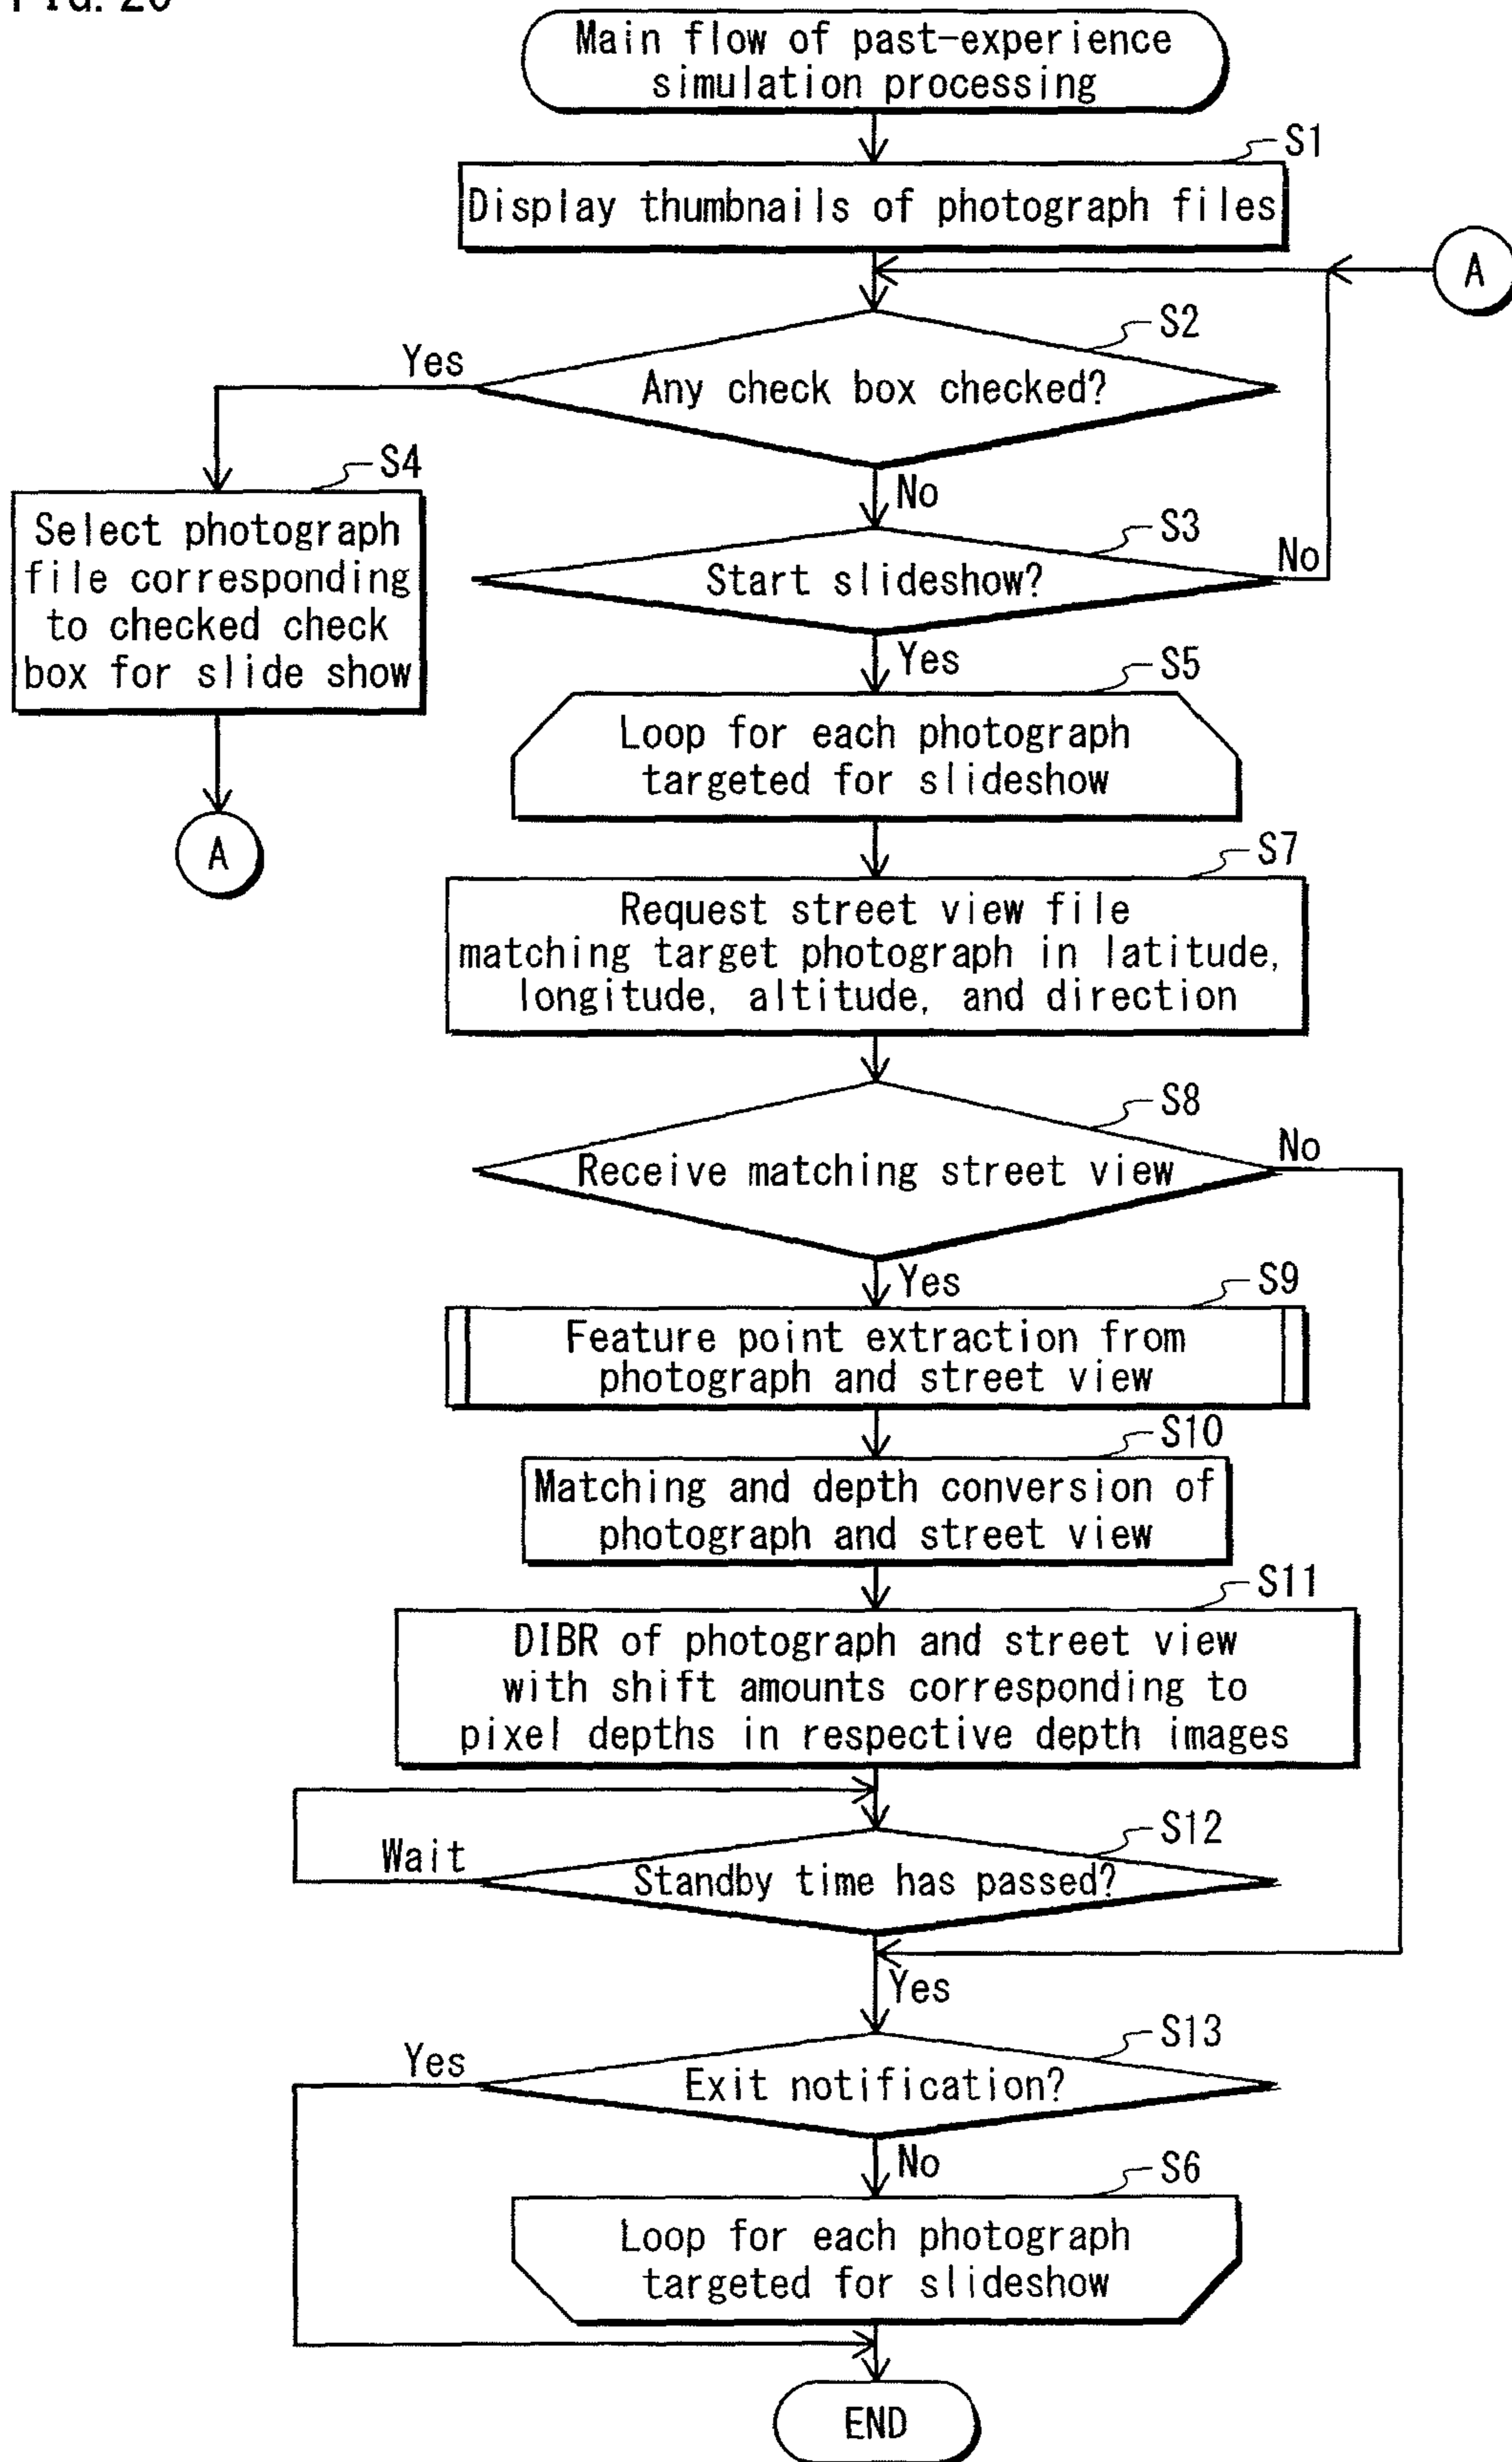 Main flow of past-experience
simulation processing
S1
Display thumbnails of photograph files
A
S2
Yes
Any check box checked?
S4
No
Select photograph
file corresponding
to checked check
box for slide show
S3
No
Start slideshow?
Yes
S5
Loop for each photograph
targeted for slideshow
A
S7
Request street view file
matching target photograph in latitude,
longitude, altitude, and direction
S8
No
Receive matching street view
Yes
S9
Feature point extraction from
photograph and street view
S10
Matching and depth conversion of
photograph and street view
S11
DIBR of photograph and street view
with shift amounts corresponding to
pixel depths in respective depth images
S12
Wait
Standby time has passed?
Yes
S13
Yes
Exit notification?
No
S6
Loop for each photograph
targeted for slideshow
END